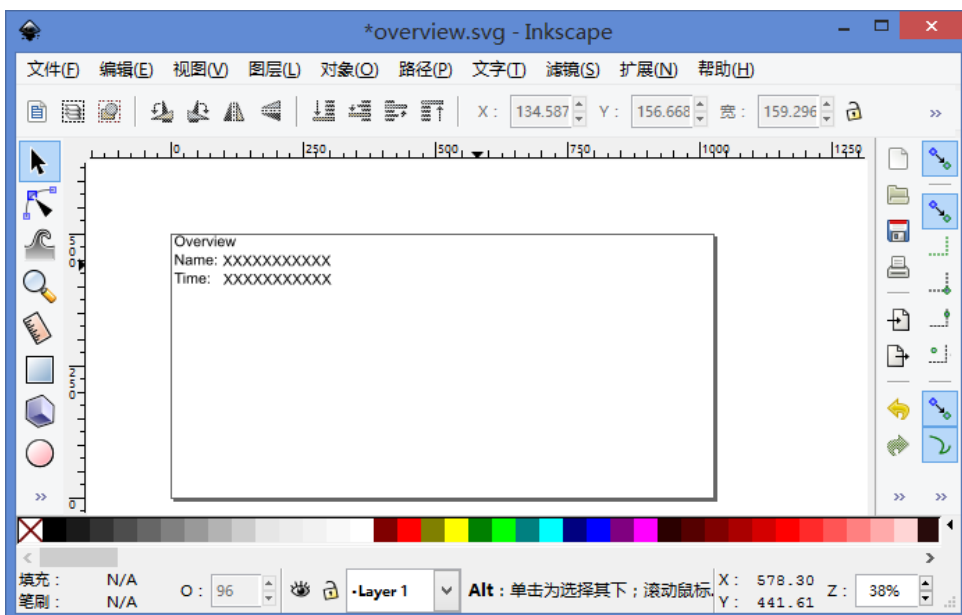 *overview.svg - Inkscape
文件(F) 编辑(E) 视图(V) 图层(L) 对象(O) 路径(P) 文字(T) 滤镜(S) 扩展(N) 帮助(H)
X : 134.587 Y : 156.668 宽 : 159.296 »
0 250 500 750 1000 1250
500
250
0
Overview
Name: XXXXXXXXXXX
Time: XXXXXXXXXXX
» » »
填充 : N/A
笔刷 : N/A
O : 96
·Layer 1
Alt : 单击为选择其下 ; 滚动鼠标.
X : 578.30
Y : 441.61
Z : 38%